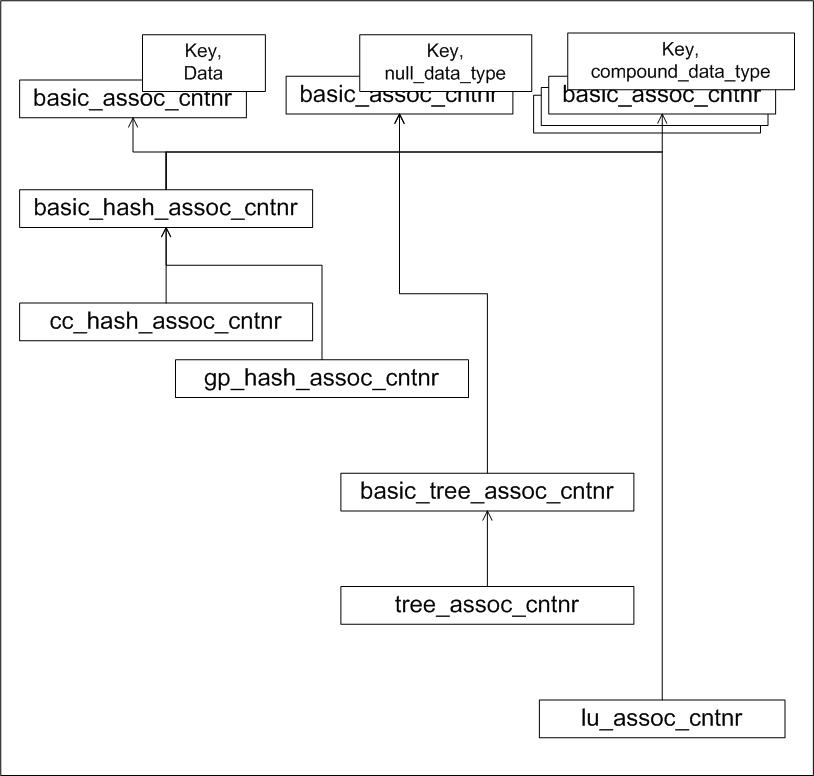 Key,
Data
basic_assoc_cntnr
Key,
null_data_type
basic_assoc_cntnr
Key,
compound_data_type
basic_assoc_cntnr
basic_hash_assoc_cntnr
cc_hash_assoc_cntnr
gp_hash_assoc_cntnr
basic_tree_assoc_cntnr
tree_assoc_cntnr
lu_assoc_cntnr